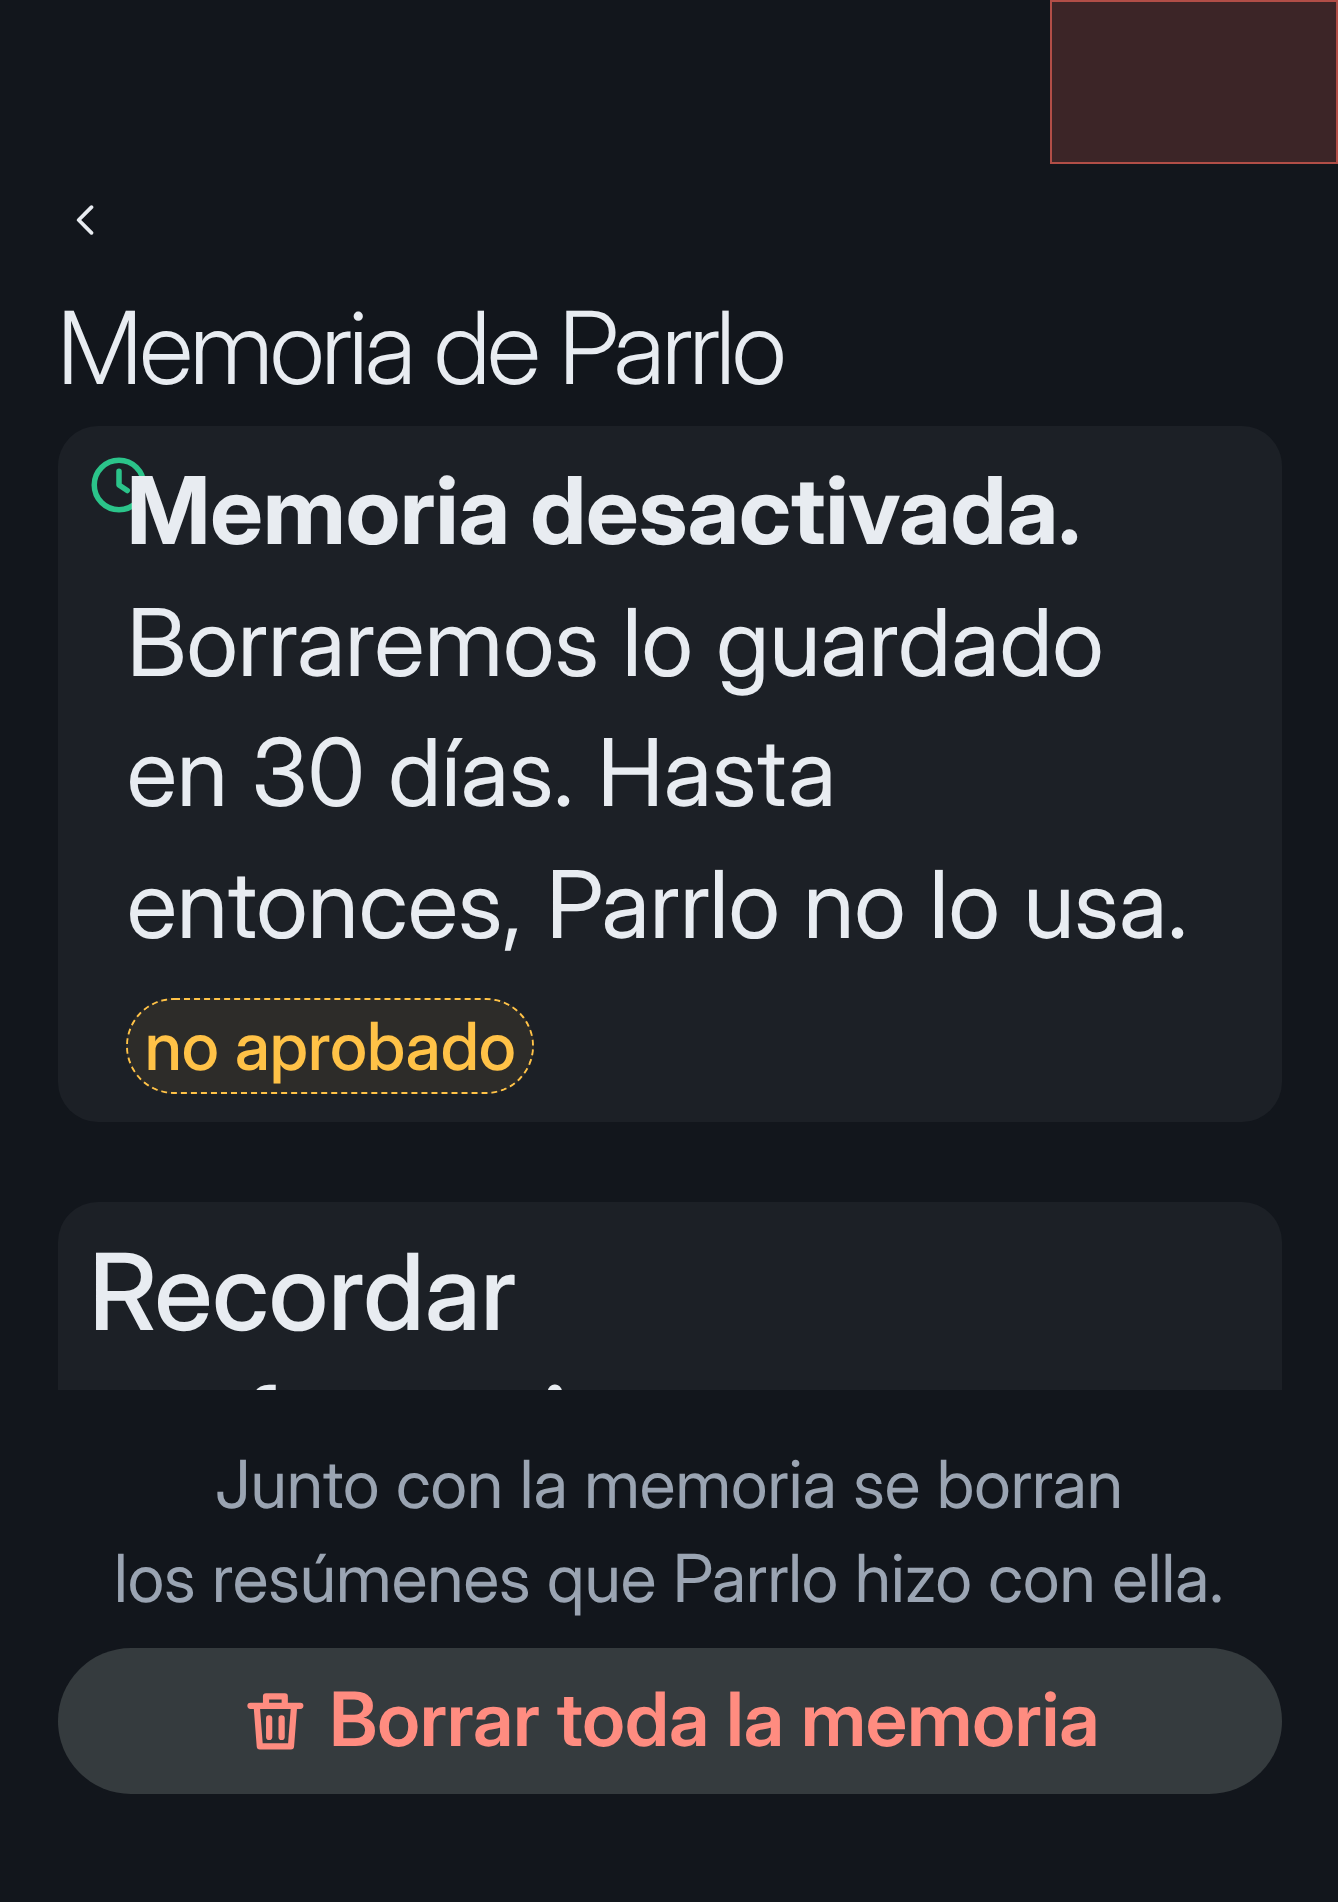 Memoria de Parrlo
Memoria desactivada.
Borraremos lo guardado
en 30 días. Hasta
entonces, Parrlo no lo usa.
no aprobado
Recordar
Junto con la memoria se borran
los resúmenes que Parrlo hizo con ella.
Borrar toda la memoria